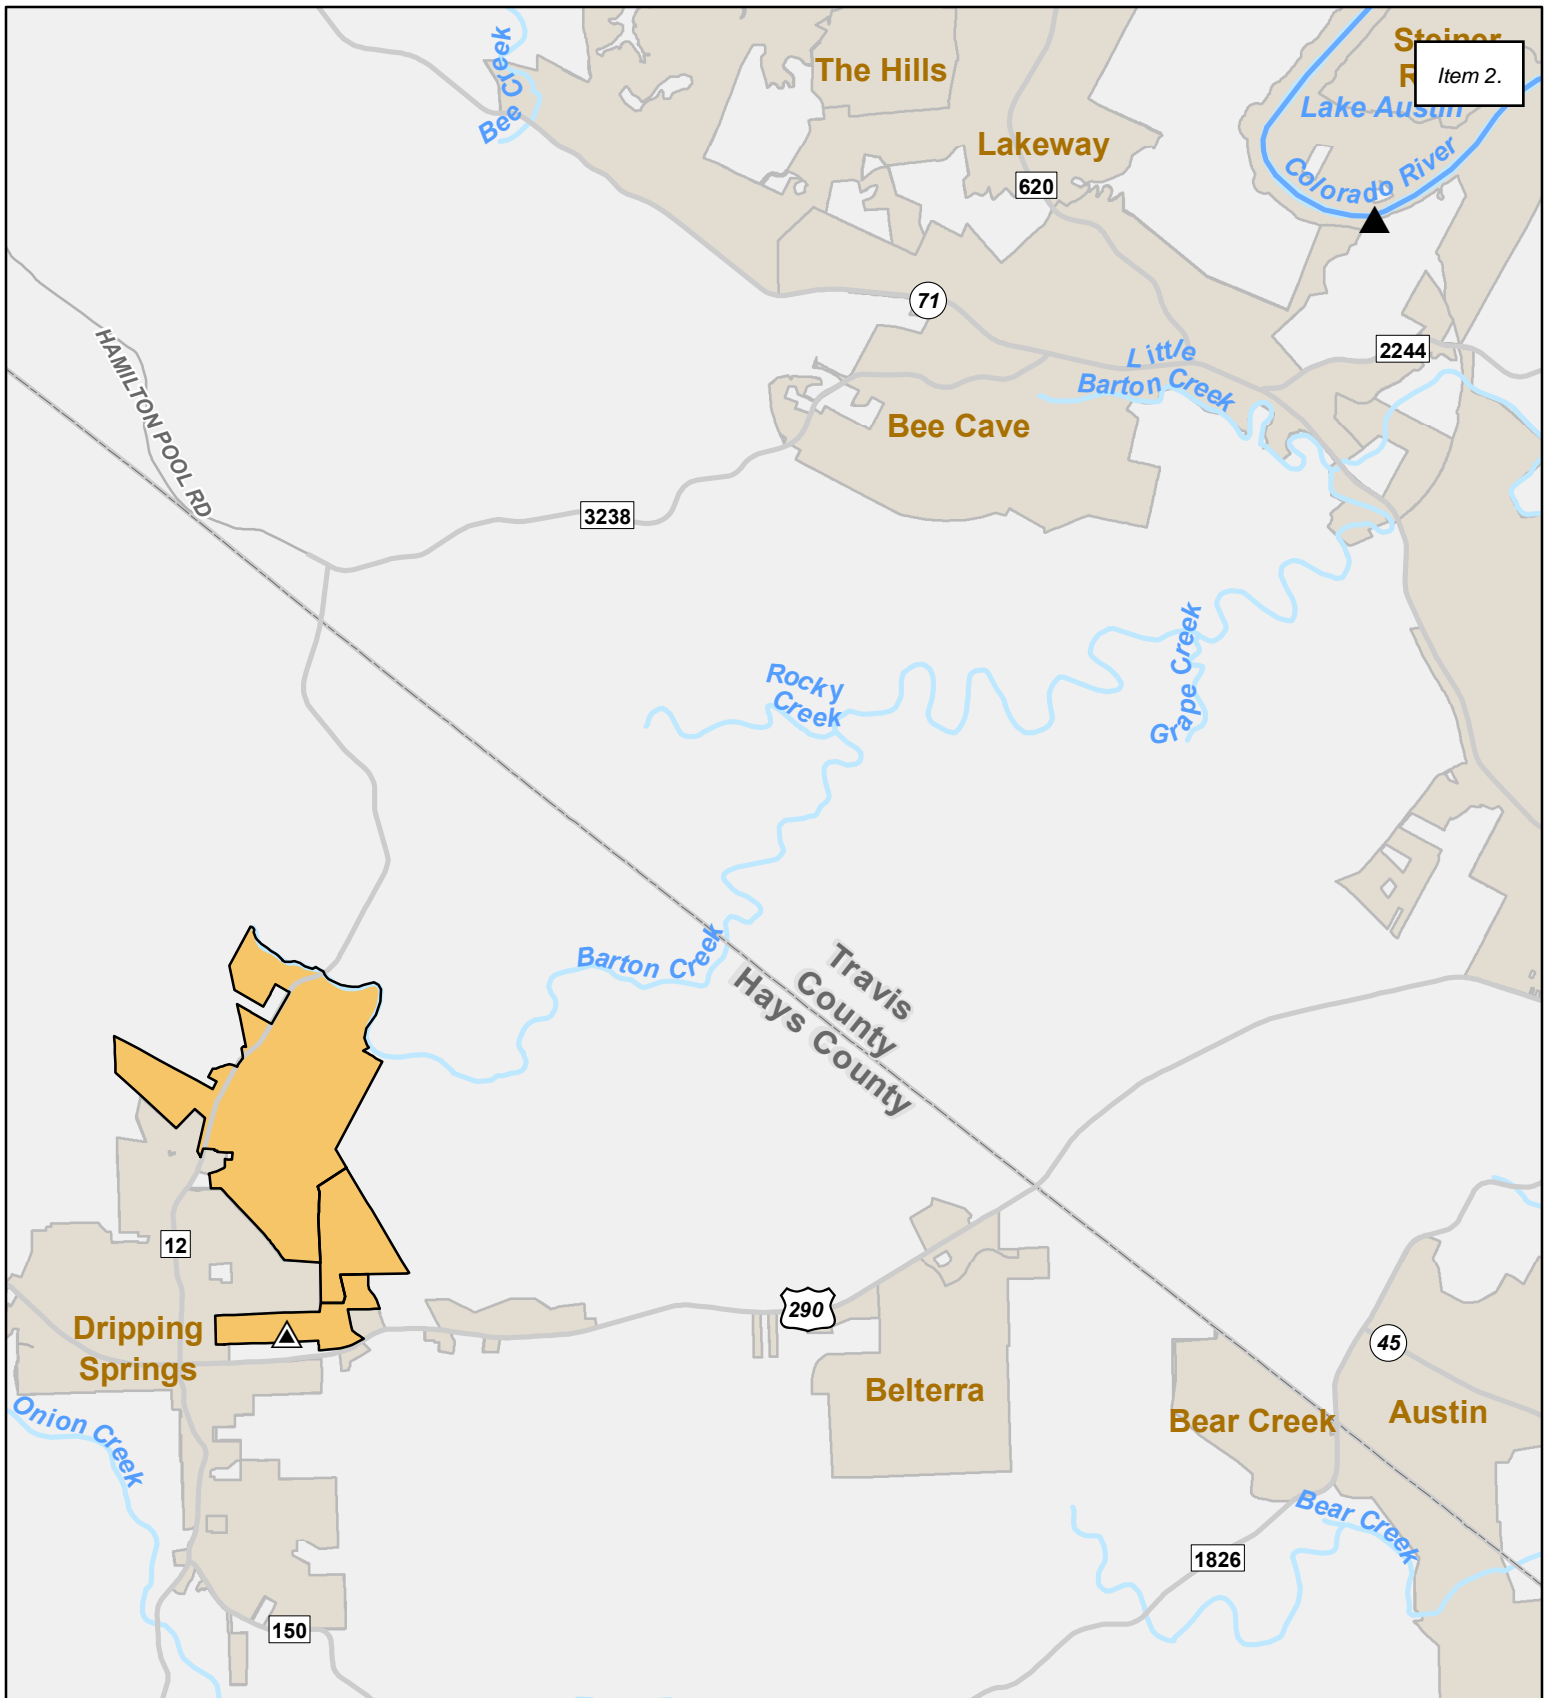 Bee Creek
The Hills
Steiner
R
Item 2.
Lake Austin
Lakeway
620
Colorado River
71
HAMILTON POOL RD
2244
Little
Barton Creek
Bee Cave
3238
Grape Creek
Rocky
Creek
Barton Creek
Travis
County
Hays County
12
290
Dripping
Springs
45
Belterra
Bear Creek
Austin
Onion Creek
Bear Creek
1826
150